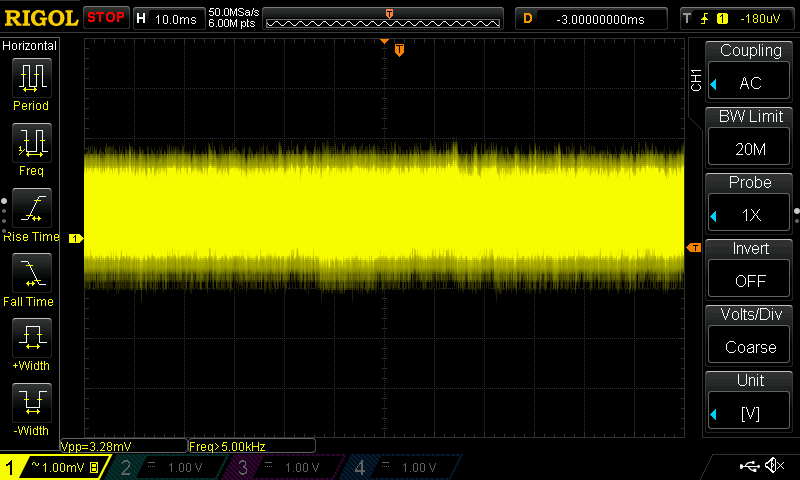 RIGOL STOP H 10.0ms 50.0MSa/s 6.00M pts T D -3.00000000ms T 1 -180uV
Horizontal
Period
Freq
Rise Time
Fall Time
+Width
-Width
T
1
T
CH1
Coupling
AC
BW Limit
20M
Probe
1X
Invert
OFF
Volts/Div
Coarse
Unit
[V]
Vpp=3.28mV Freq>5.00kHz
1 ~ 1.00mV B 2 1.00 V 3 1.00 V 4 1.00 V